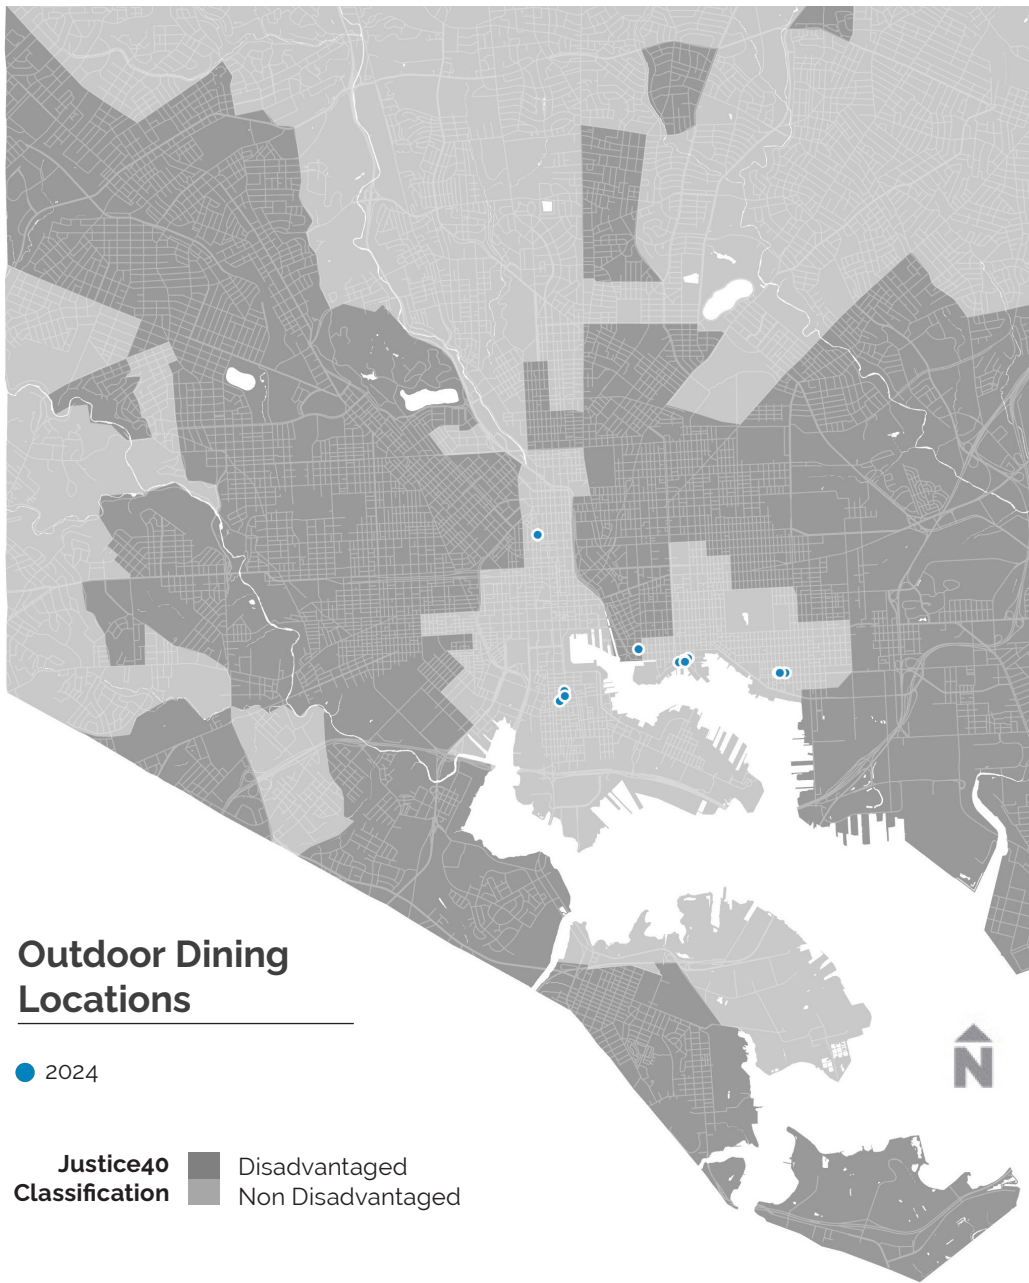 Outdoor Dining
Locations
2024
N
Justice40
Classification
Disadvantaged
Non Disadvantaged